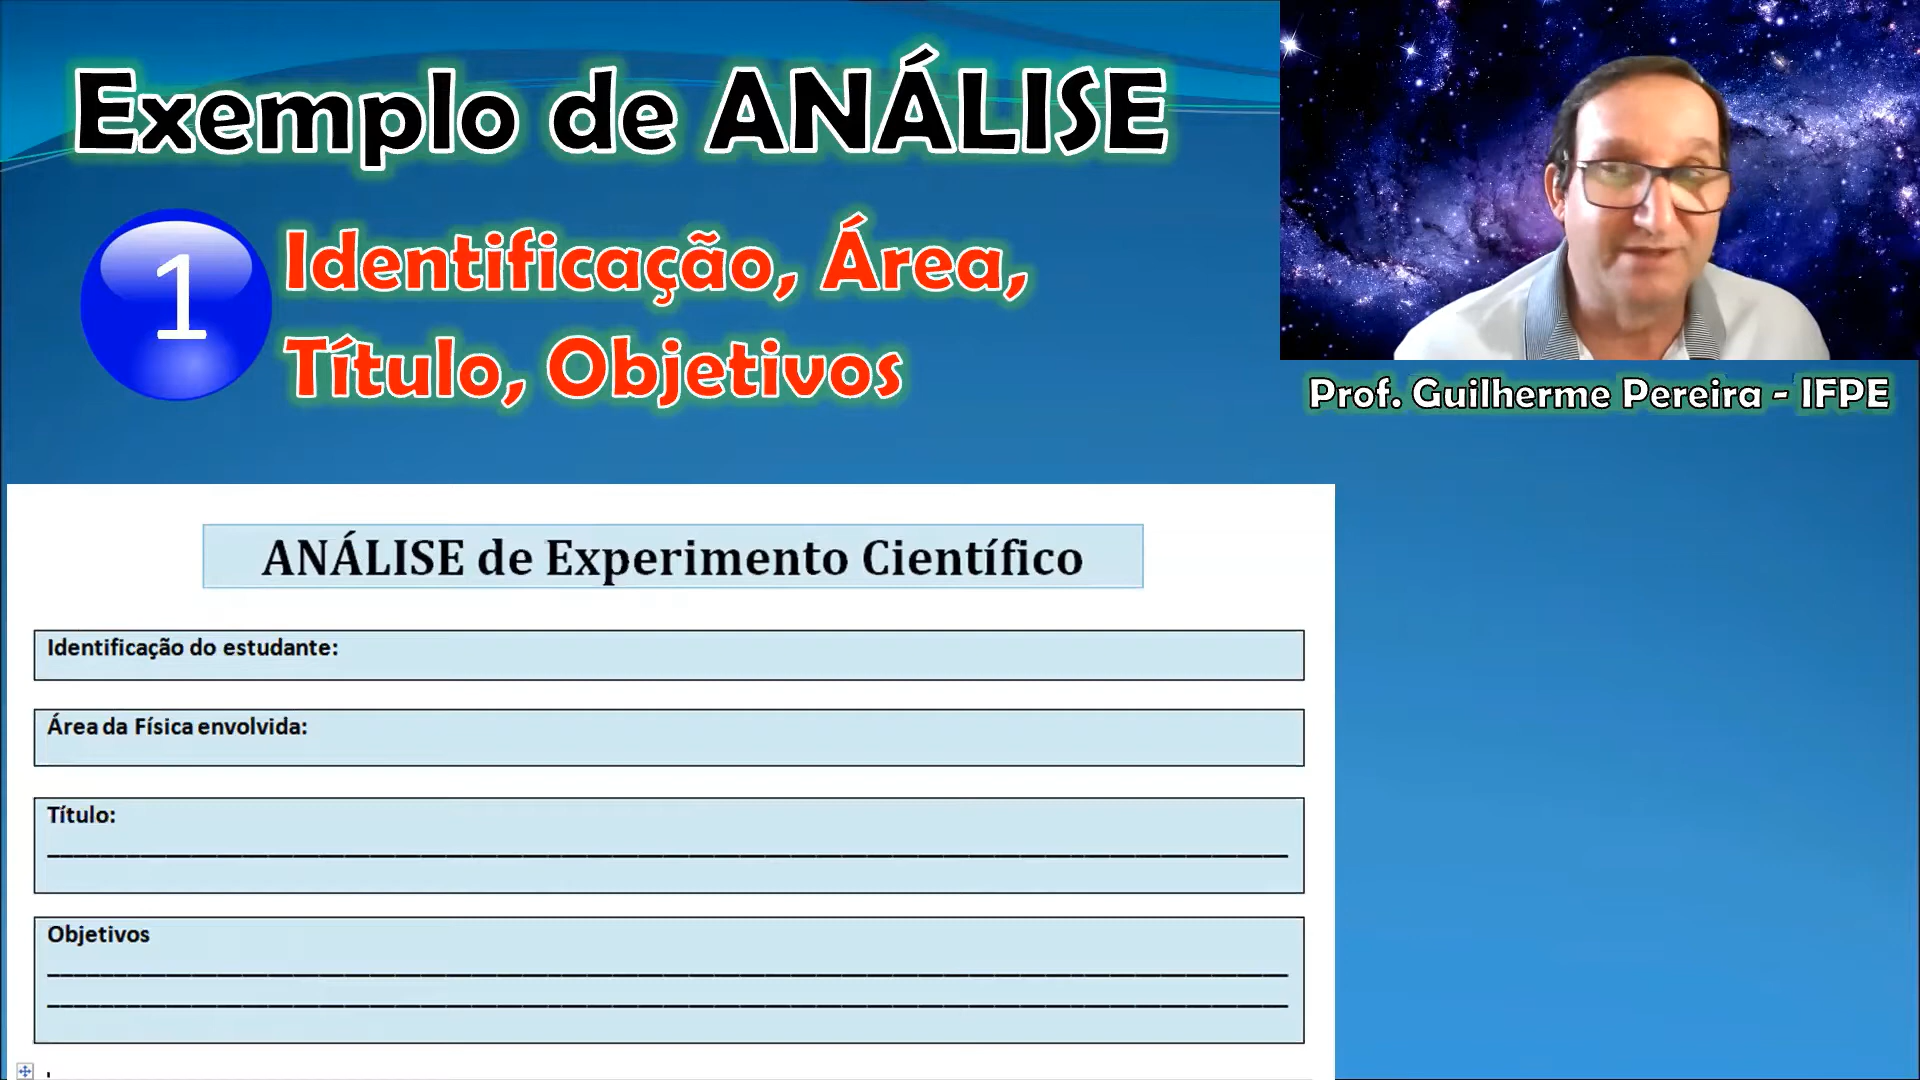 Exemplo de ANÁLISE
1
Identificação, Área,
Título, Objetivos
Prof. Guilherme Pereira - IFPE
ANÁLISE de Experimento Científico
Identificação do estudante:
Área da Física envolvida:
Título:
Objetivos